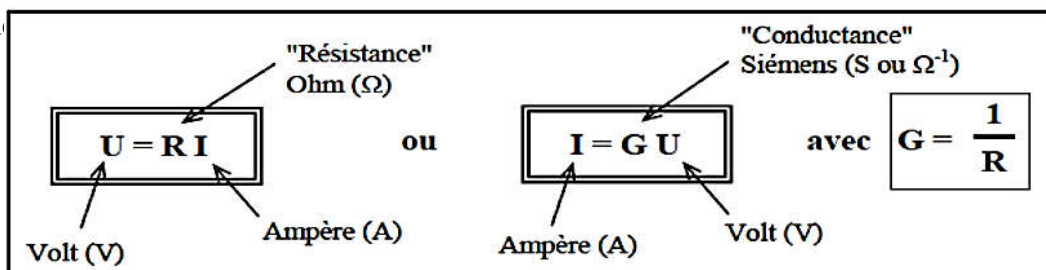 "Résistance"
Ohm (Ω)
"Conductance"
Siémens (S ou Ω⁻¹)
U = R I
ou
I = G U
avec
G = 1/R
Volt (V)
Ampère (A)
Ampère (A)
Volt (V)